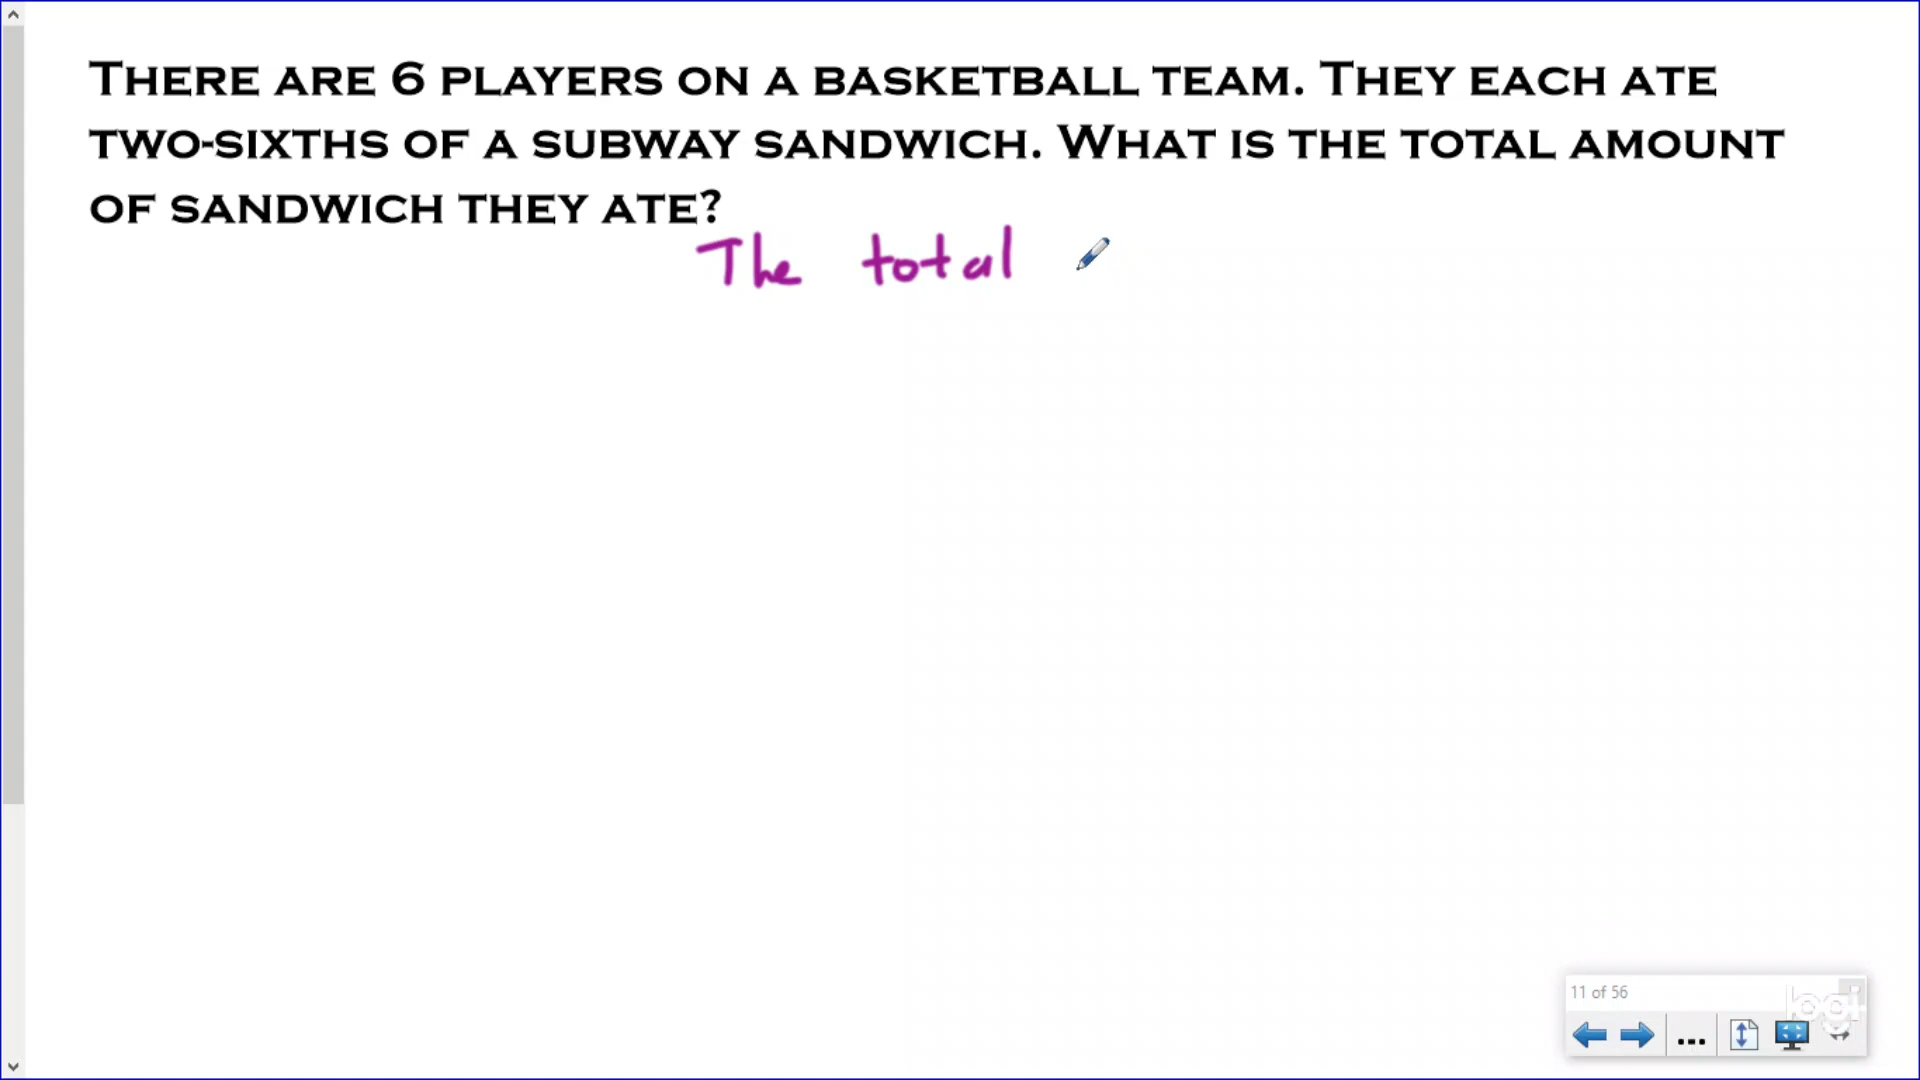 THERE ARE 6 PLAYERS ON A BASKETBALL TEAM. THEY EACH ATE
TWO-SIXTHS OF A SUBWAY SANDWICH. WHAT IS THE TOTAL AMOUNT
OF SANDWICH THEY ATE?
The total
11 of 56
logi
...